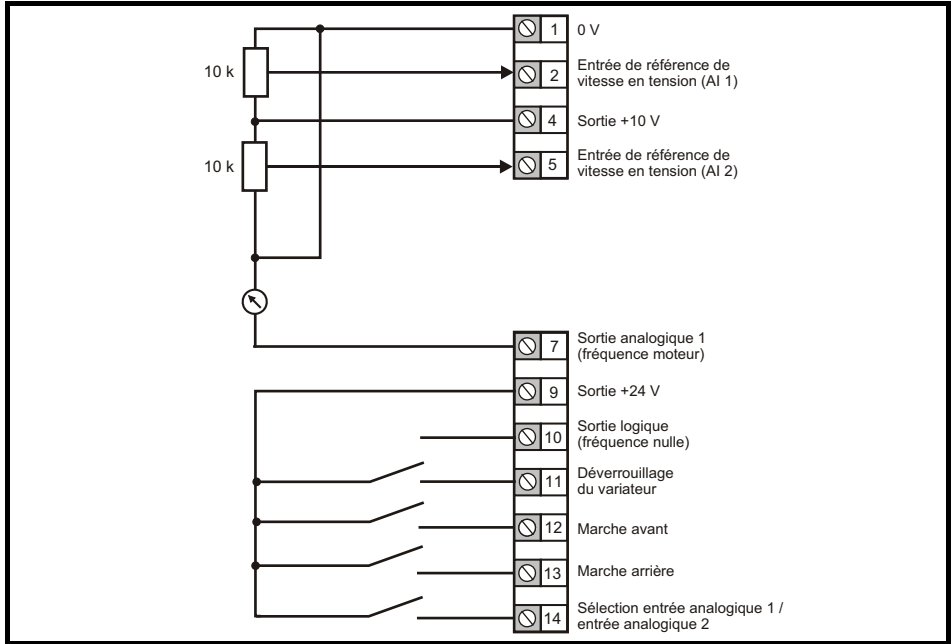 1 0 V
10 k
2 Entrée de référence de
vitesse en tension (AI 1)
4 Sortie +10 V
10 k
5 Entrée de référence de
vitesse en tension (AI 2)
7 Sortie analogique 1
(fréquence moteur)
9 Sortie +24 V
10 Sortie logique
(fréquence nulle)
11 Déverrouillage
du variateur
12 Marche avant
13 Marche arrière
14 Sélection entrée analogique 1 /
entrée analogique 2